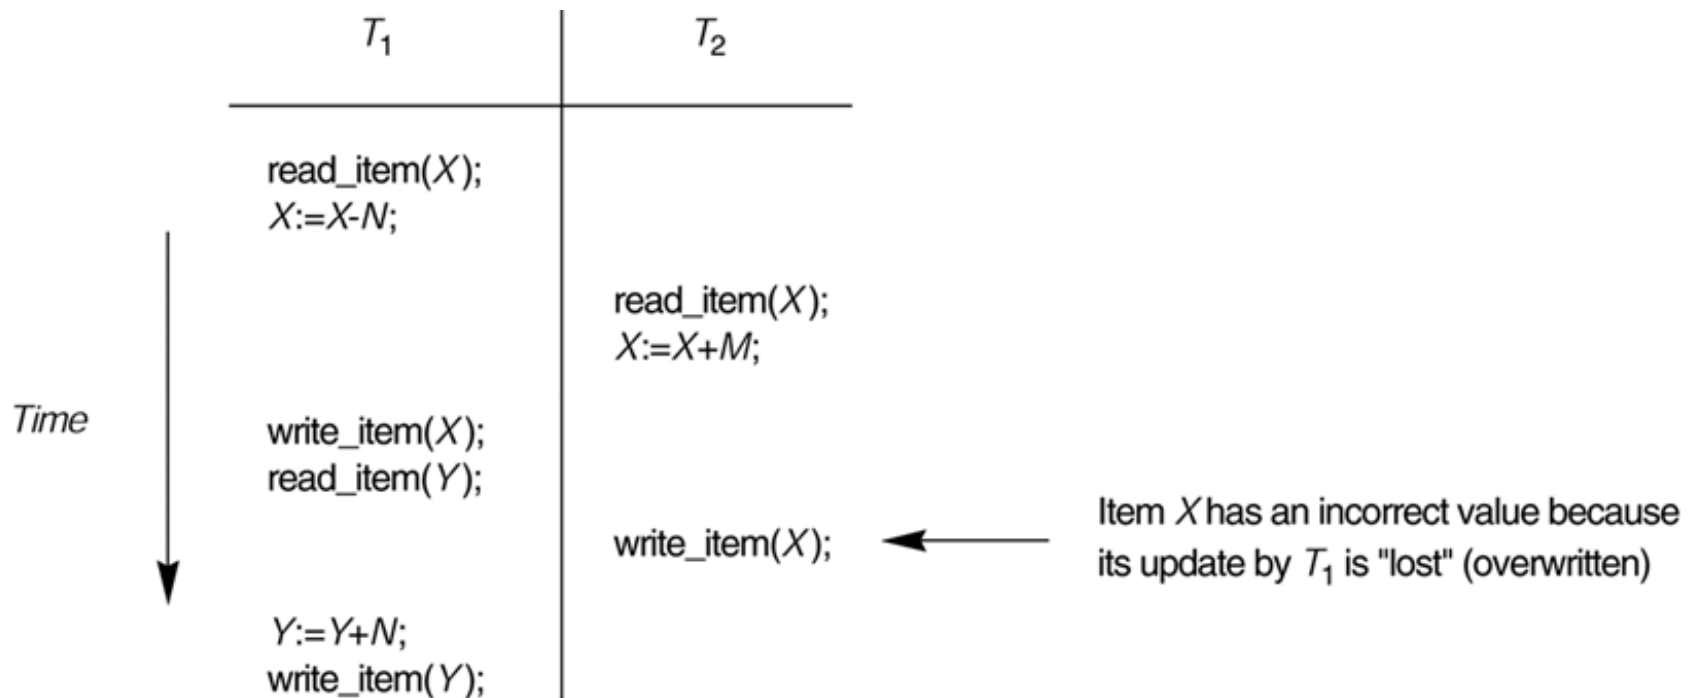 T₁ T₂
read_item(X);
X:=X-N;
read_item(X);
X:=X+M;
Time
write_item(X);
read_item(Y);
write_item(X);
Item X has an incorrect value because
its update by T₁ is "lost" (overwritten)
Y:=Y+N;
write_item(Y);